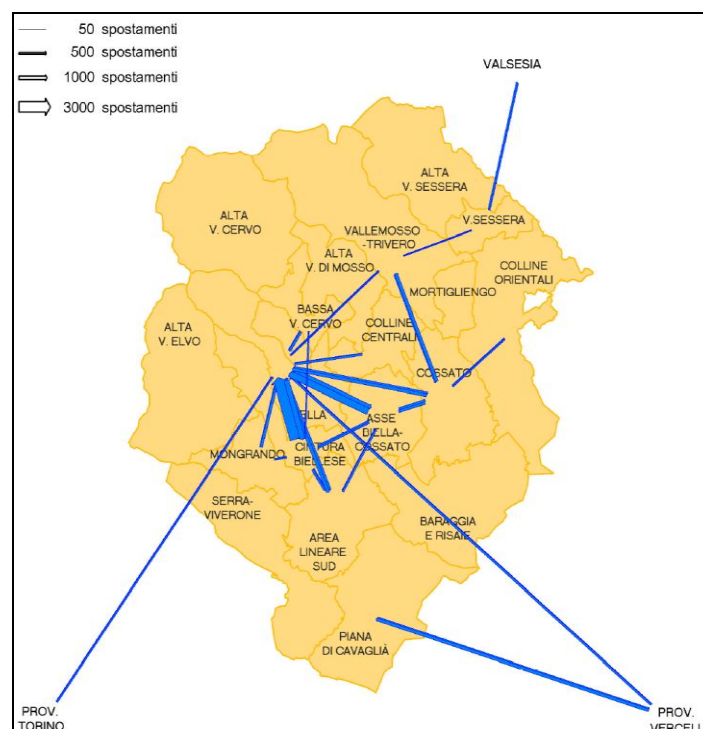 50 spostamenti
500 spostamenti
1000 spostamenti
3000 spostamenti
VALSESIA
ALTA
V. SESSERA
V.SESSERA
ALTA
V. CERVO
VALLEMOSSO
-TRIVERO
ALTA
V. DI MOSSO
COLLINE
ORIENTALI
MORTIGLIENGO
BASSA
V. CERVO
ALTA
V. ELVO
COLLINE
CENTRALI
COSSATO
ELLA
ASSE
BIELLA-
COSSATO
MONGRANDO
CINTURA
BIELLESE
SERRA-
VIVERONE
BARAGGIA
E RISAIE
AREA
LINEARE
SUD
PIANA
DI CAVAGLIÀ
PROV.
TORINO
PROV.
VERCELLI